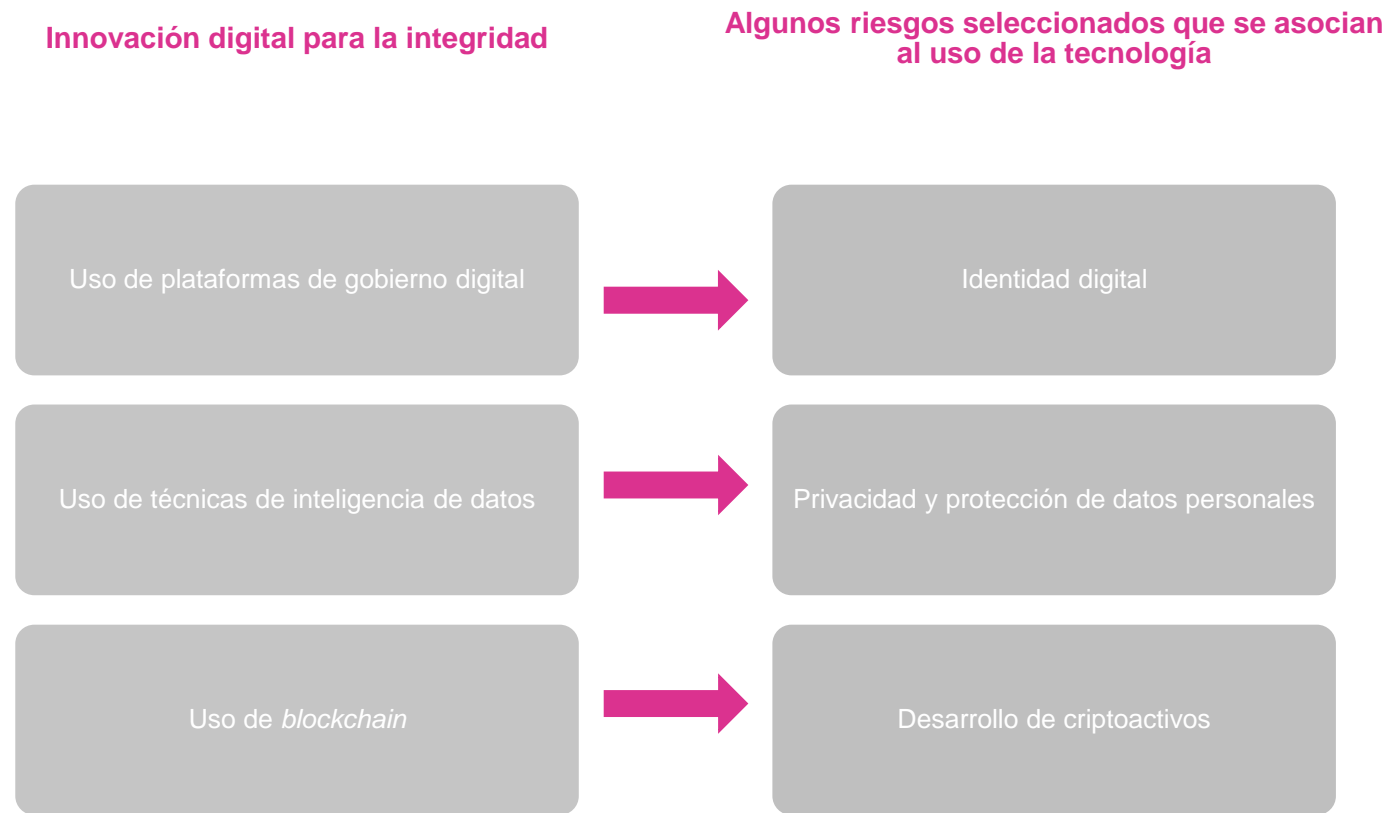 Innovación digital para la integridad
Algunos riesgos seleccionados que se asocian
al uso de la tecnología
Uso de plataformas de gobierno digital
Identidad digital
Uso de técnicas de inteligencia de datos
Privacidad y protección de datos personales
Uso de blockchain
Desarrollo de criptoactivos